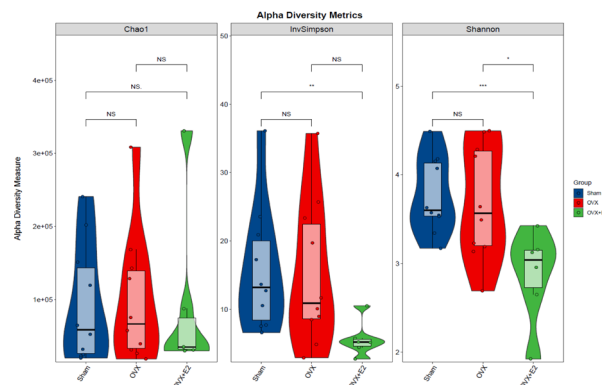 Alpha Diversity Metrics
Chao1
InvSimpson
Shannon
Alpha Diversity Measure
4e+05
3e+05
2e+05
1e+05
NS
NS.
NS
Sham
OVX
OVX+E2
50
40
30
20
10
NS
**
NS
Sham
OVX
OVX+E2
5
4
3
2
*
***
NS
Sham
OVX
OVX+E2
Group
Sham
OVX